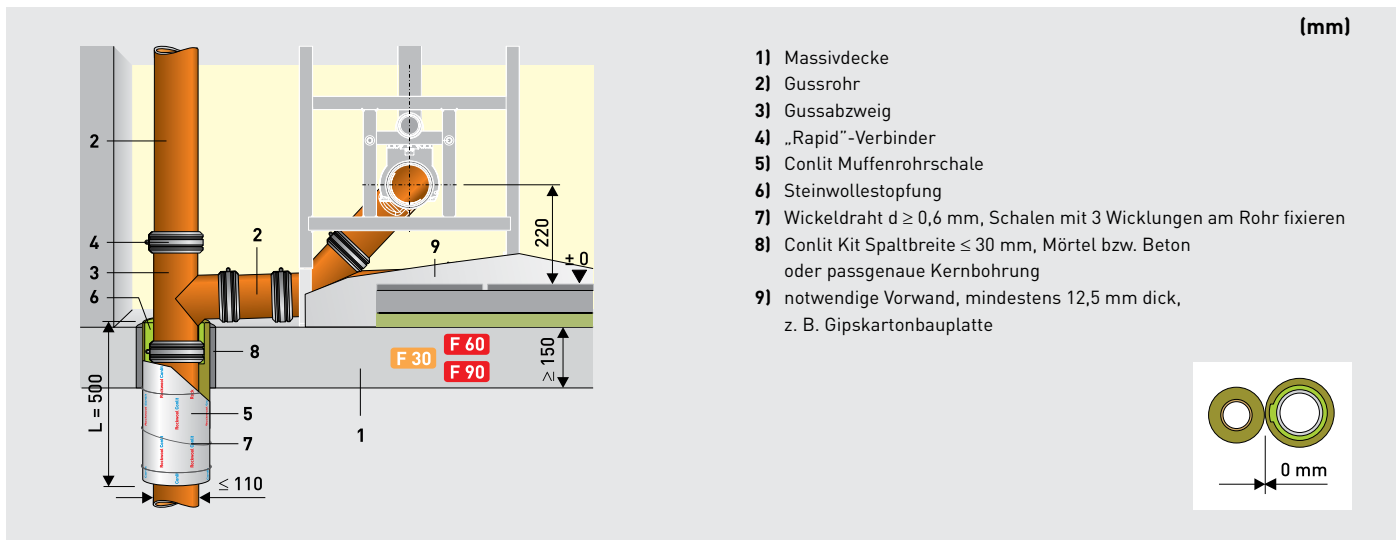 (mm)
1) Massivdecke
2) Gussrohr
3) Gussabzweig
4) „Rapid”-Verbinder
5) Conlit Muffenrohrschale
6) Steinwollestopfung
7) Wickeldraht d ≥ 0,6 mm, Schalen mit 3 Wicklungen am Rohr fixieren
8) Conlit Kit Spaltbreite ≤ 30 mm, Mörtel bzw. Beton
oder passgenaue Kernbohrung
9) notwendige Vorwand, mindestens 12,5 mm dick,
z. B. Gipskartonbauplatte
2
4
3
6
2
9
220
± 0
8
F 30
F 60
F 90
≥ 150
L = 500
5
7
1
≤ 110
0 mm